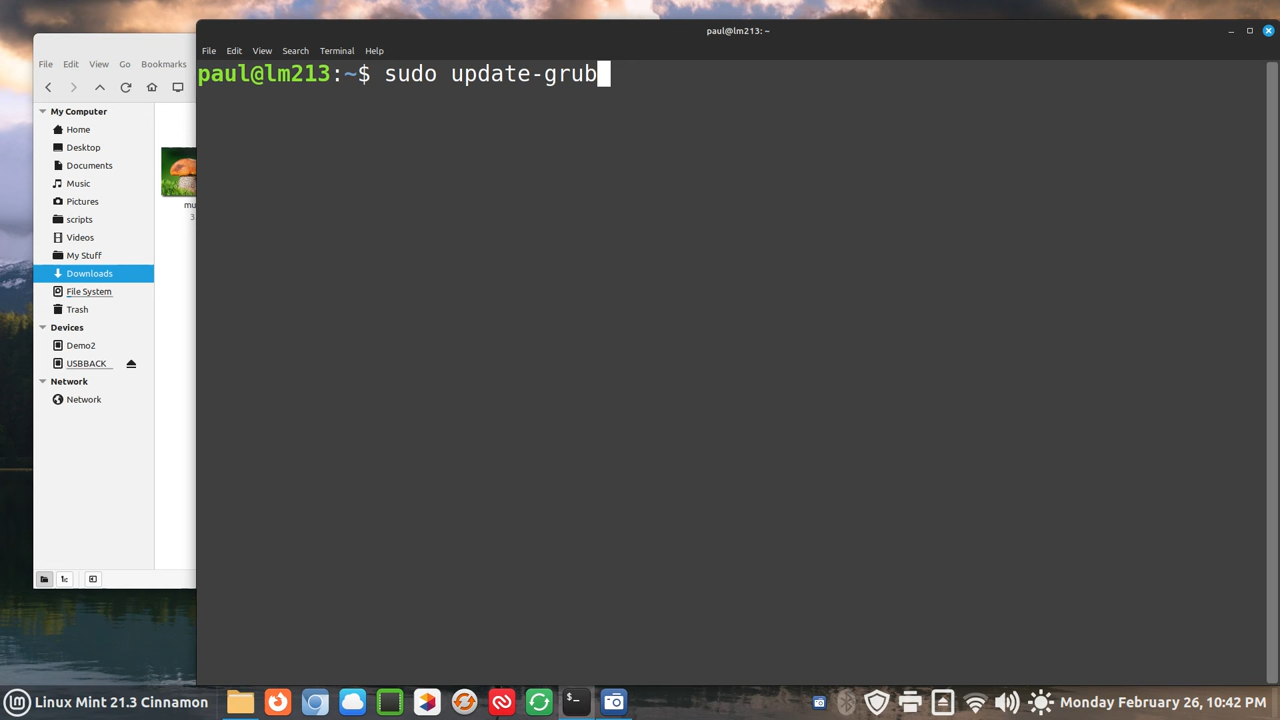 paul@lm213: ~
File Edit View Search Terminal Help
paul@lm213:~$ sudo update-grub
File Edit View Go Bookmarks
My Computer
Home
Desktop
Documents
Music
Pictures
scripts
Videos
My Stuff
Downloads
File System
Trash
Devices
Demo2
USBBACK
Network
Network
mu
3
Linux Mint 21.3 Cinnamon
Monday February 26, 10:42 PM